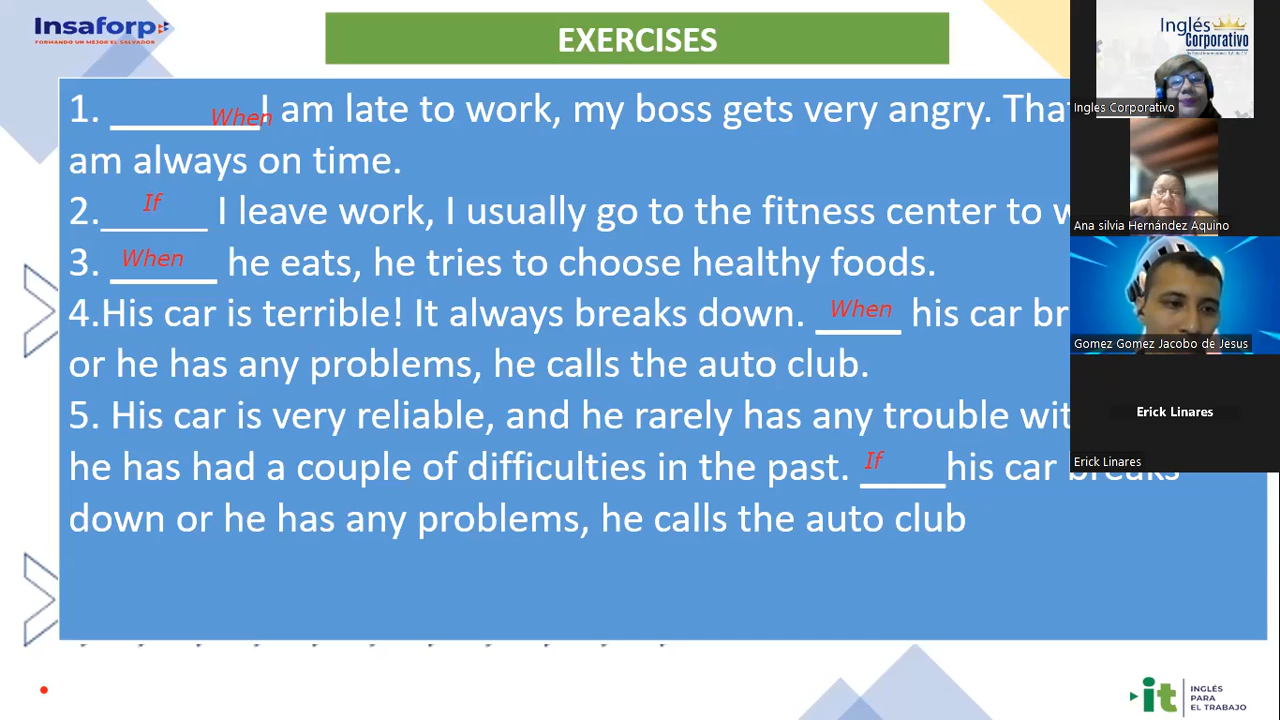 Insaforp
FORMANDO UN MEJOR EL SALVADOR
EXERCISES
Inglés
Corporativo
Ingles Corporativo
1. ________ When I am late to work, my boss gets very angry. Tha
am always on time.
2. If I leave work, I usually go to the fitness center to w
Ana silvia Hernández Aquino
3. When he eats, he tries to choose healthy foods.
4.His car is terrible! It always breaks down. When his car br
or he has any problems, he calls the auto club.
Gomez Gomez Jacobo de Jesus
5. His car is very reliable, and he rarely has any trouble wit
Erick Linares
he has had a couple of difficulties in the past. If his car breaks
Erick Linares
down or he has any problems, he calls the auto club
it
INGLÉS
PARA
EL TRABAJO